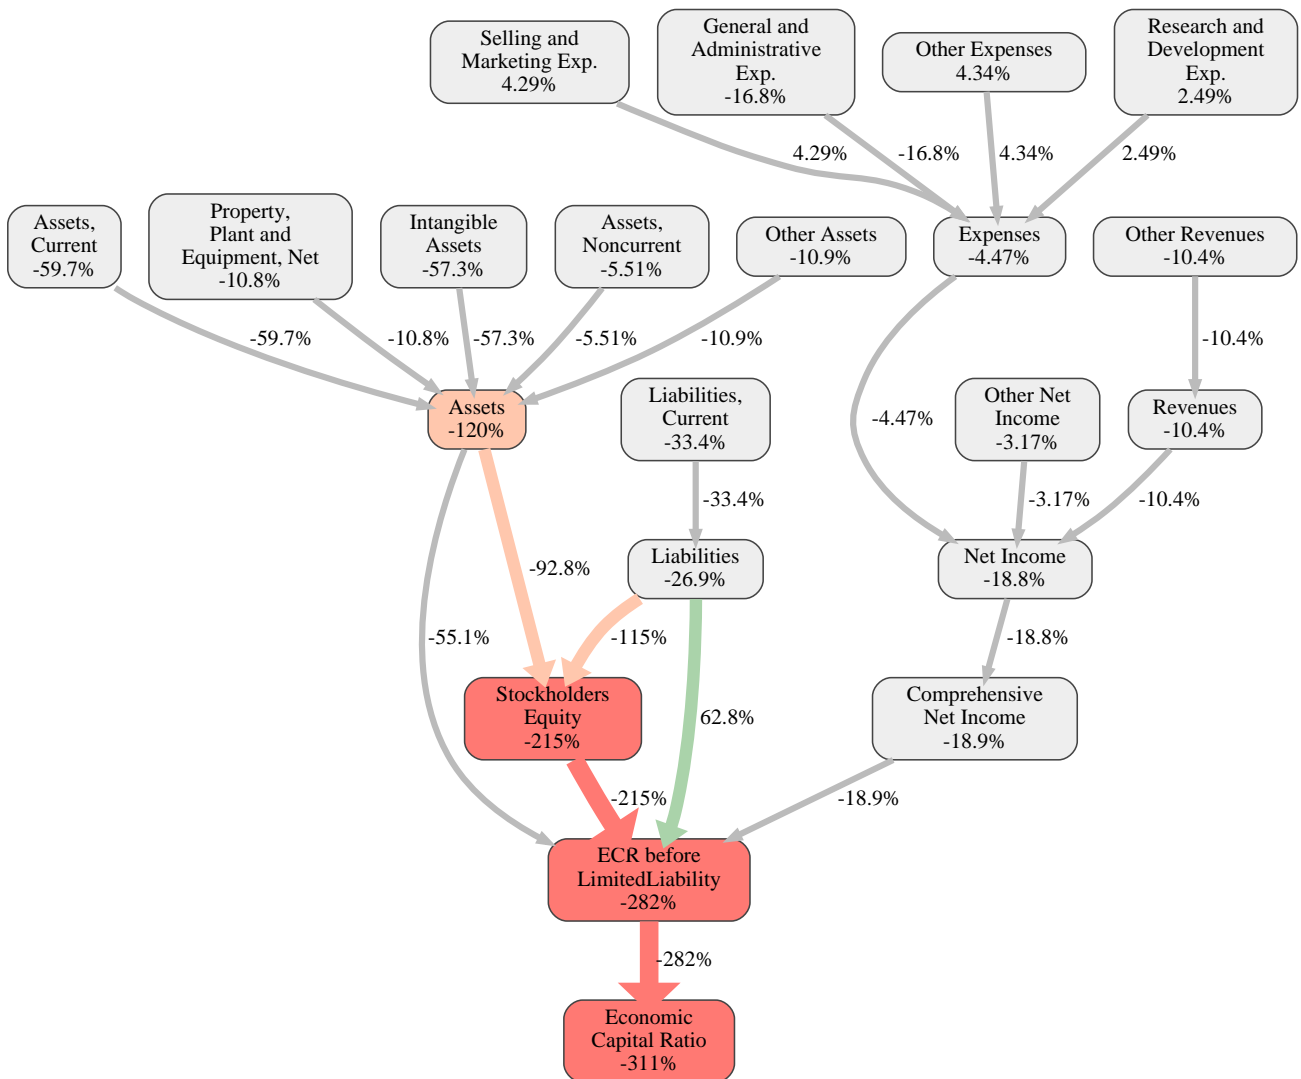 Selling and
Marketing Exp.
4.29%
General and
Administrative
Exp.
-16.8%
Other Expenses
4.34%
Research and
Development
Exp.
2.49%
4.29%
-16.8%
4.34%
2.49%
Assets,
Current
-59.7%
Property,
Plant and
Equipment, Net
-10.8%
Intangible
Assets
-57.3%
Assets,
Noncurrent
-5.51%
Other Assets
-10.9%
Expenses
-4.47%
Other Revenues
-10.4%
-59.7%
-10.8%
-57.3%
-5.51%
-10.9%
-10.4%
Assets
-120%
Liabilities,
Current
-33.4%
-4.47%
Other Net
Income
-3.17%
Revenues
-10.4%
-33.4%
-3.17%
-10.4%
-92.8%
Liabilities
-26.9%
Net Income
-18.8%
-55.1%
-115%
-18.8%
Stockholders
Equity
-215%
62.8%
Comprehensive
Net Income
-18.9%
-215%
-18.9%
ECR before
LimitedLiability
-282%
-282%
Economic
Capital Ratio
-311%